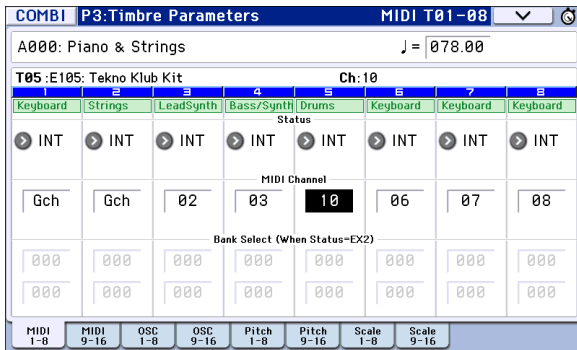 COMBI P3:Timbre Parameters MIDI T01-08
A000: Piano & Strings ♩= 078.00
T05 :E105: Tekno Klub Kit Ch:10
1 2 3 4 5 6 7 8
Keyboard Strings LeadSynth Bass/Synth Drums Keyboard Keyboard Keyboard
Status
INT INT INT INT INT INT INT INT
MIDI Channel
Gch Gch 02 03 10 06 07 08
Bank Select (When Status=EX2)
000 000 000 000 000 000 000 000
000 000 000 000 000 000 000 000
MIDI MIDI OSC OSC Pitch Pitch Scale Scale
1-8 9-16 1-8 9-16 1-8 9-16 1-8 9-16